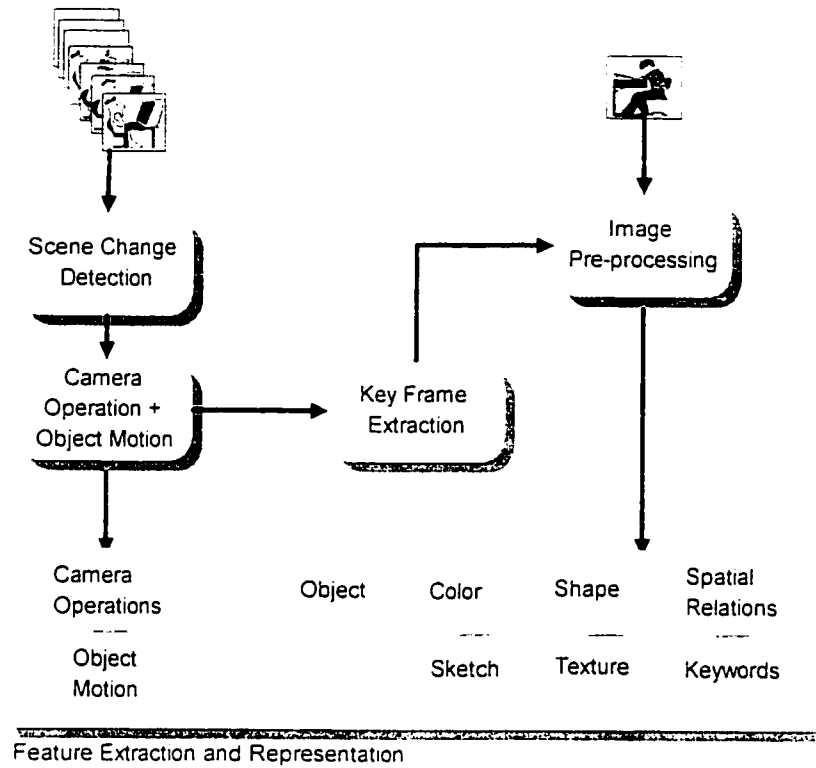 Scene Change
Detection
Image
Pre-processing
Camera
Operation +
Object Motion
Key Frame
Extraction
Camera
Operations
Object
Color
Shape
Spatial
Relations
Object
Motion
Sketch
Texture
Keywords
Feature Extraction and Representation